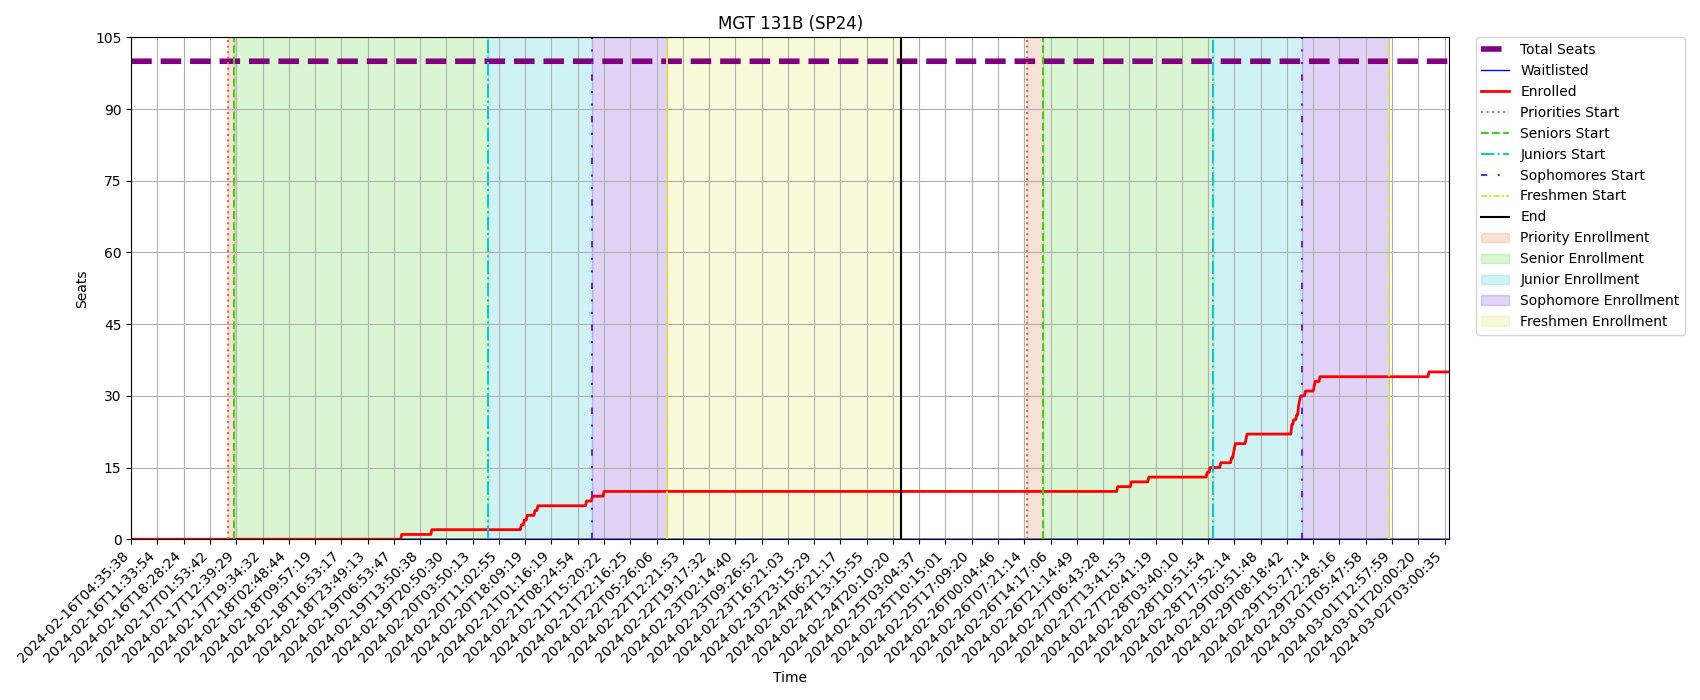 MGT 131B (SP24)
105
90
75
60
45
30
15
0
Seats
2024-02-16T04:35:38
2024-02-16T11:33:54
2024-02-16T18:28:24
2024-02-17T01:53:42
2024-02-17T12:39:29
2024-02-17T19:34:32
2024-02-18T02:48:44
2024-02-18T09:57:19
2024-02-18T16:53:17
2024-02-18T23:49:13
2024-02-19T06:53:47
2024-02-19T13:50:38
2024-02-19T20:50:30
2024-02-20T03:50:13
2024-02-20T11:02:55
2024-02-20T18:09:19
2024-02-21T01:16:19
2024-02-21T08:24:54
2024-02-21T15:20:22
2024-02-21T22:16:25
2024-02-22T05:26:06
2024-02-22T12:21:53
2024-02-22T19:17:32
2024-02-23T02:14:40
2024-02-23T09:26:52
2024-02-23T16:21:03
2024-02-23T23:15:29
2024-02-24T06:21:17
2024-02-24T13:15:55
2024-02-24T20:10:20
2024-02-25T03:04:37
2024-02-25T10:15:01
2024-02-25T17:09:20
2024-02-26T00:04:46
2024-02-26T07:21:14
2024-02-26T14:17:06
2024-02-26T21:14:49
2024-02-27T06:43:28
2024-02-27T13:41:53
2024-02-27T20:41:19
2024-02-28T03:40:10
2024-02-28T10:51:54
2024-02-28T17:52:14
2024-02-29T00:51:48
2024-02-29T08:18:42
2024-02-29T15:27:14
2024-02-29T22:28:16
2024-03-01T05:47:58
2024-03-01T12:57:59
2024-03-01T20:00:20
2024-03-02T03:00:35
Time
Total Seats
Waitlisted
Enrolled
Priorities Start
Seniors Start
Juniors Start
Sophomores Start
Freshmen Start
End
Priority Enrollment
Senior Enrollment
Junior Enrollment
Sophomore Enrollment
Freshmen Enrollment